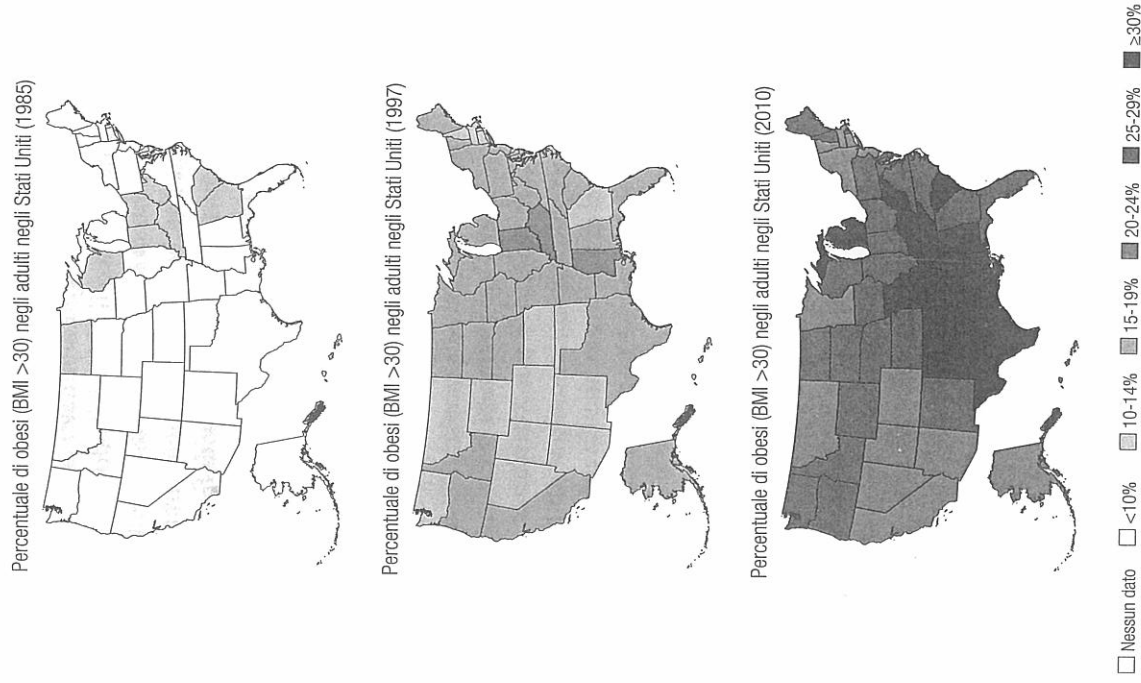 Percentuale di obesi (BMI >30) negli adulti negli Stati Uniti (1985)
Percentuale di obesi (BMI >30) negli adulti negli Stati Uniti (1997)
Percentuale di obesi (BMI >30) negli adulti negli Stati Uniti (2010)
Nessun dato <10% 10-14% 15-19% 20-24% 25-29% ≥30%